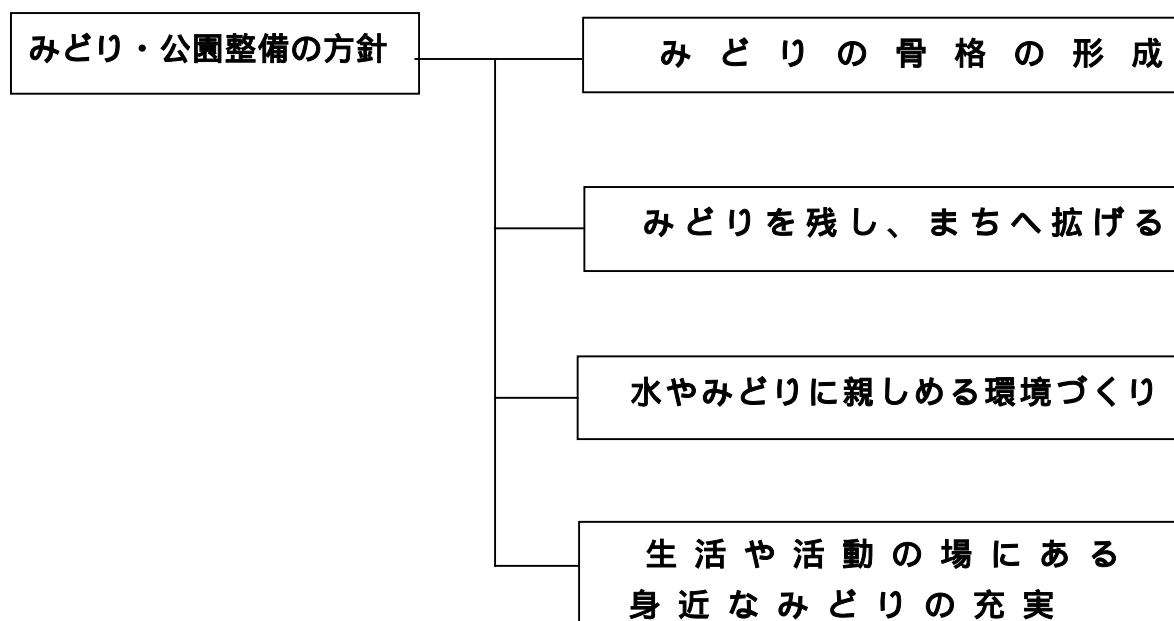 みどり・公園整備の方針
みどりの骨格の形成
みどりを残し、まちへ拡げる
水やみどりに親しめる環境づくり
生活や活動の場にある
身近なみどりの充実